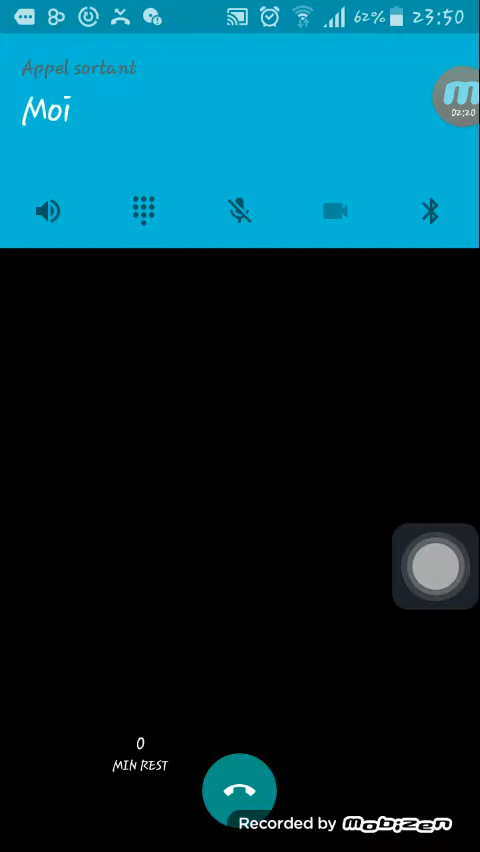 62% 23:50
Appel sortant
Moi
02:20
0
MIN REST
Recorded by mobizen